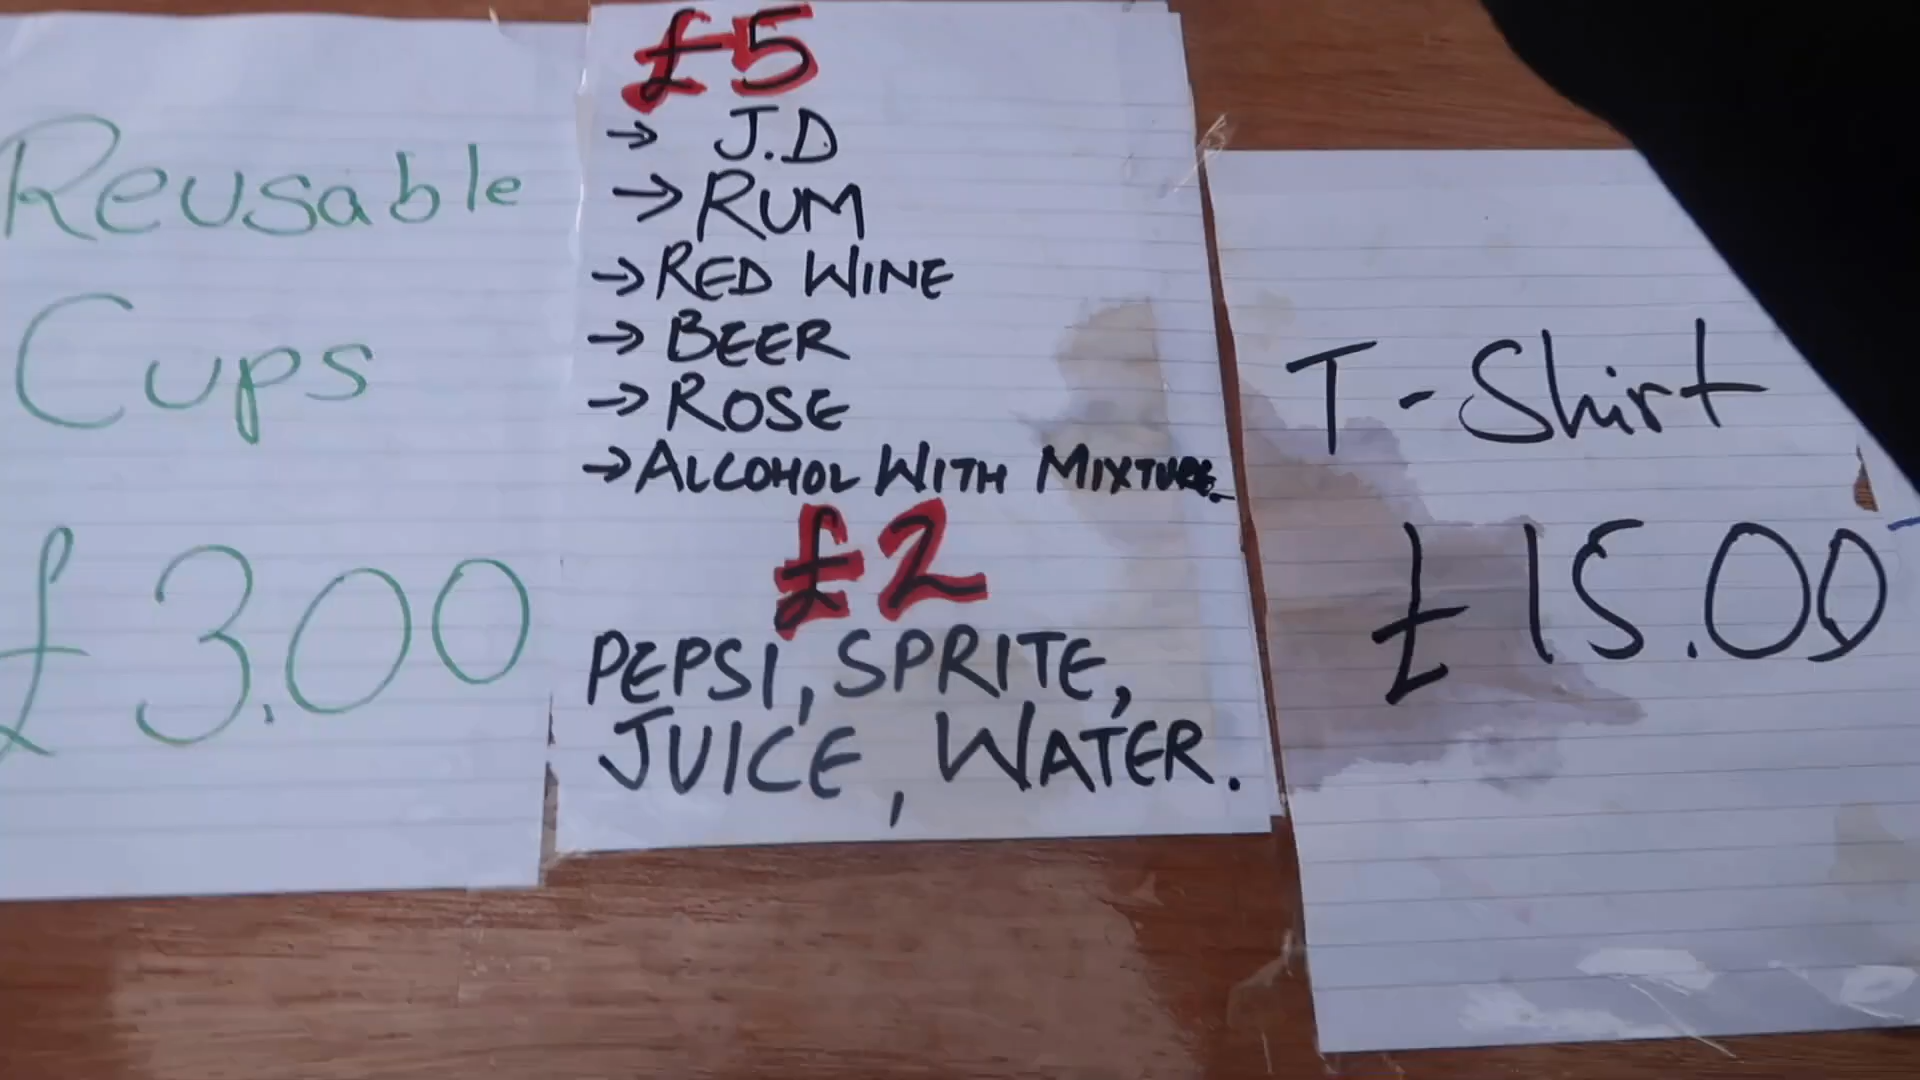 Reusable
Cups
£3.00
£5
→ J.D
→ RUM
→ RED WINE
→ BEER
→ ROSE
→ ALCOHOL WITH MIXTURE.
£2
PEPSI, SPRITE,
JUICE, WATER.
T-Shirt
£15.00